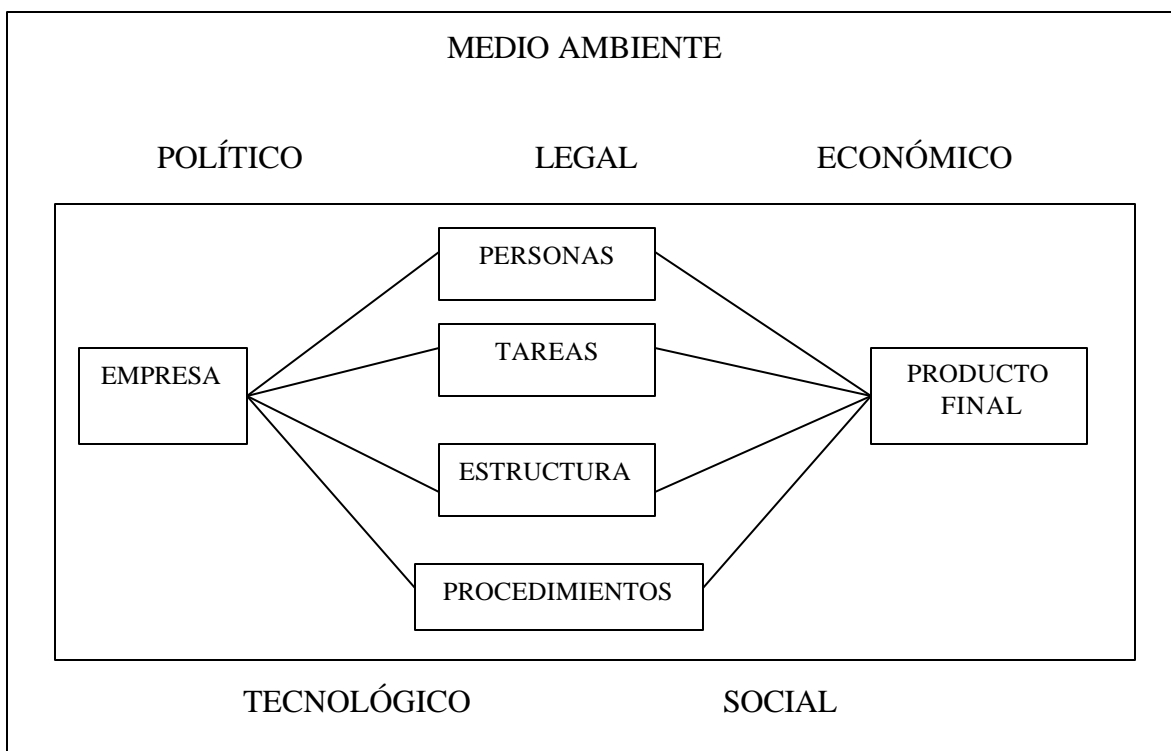 MEDIO AMBIENTE
POLÍTICO LEGAL ECONÓMICO
PERSONAS
TAREAS
EMPRESA
PRODUCTO
FINAL
ESTRUCTURA
PROCEDIMIENTOS
TECNOLÓGICO SOCIAL